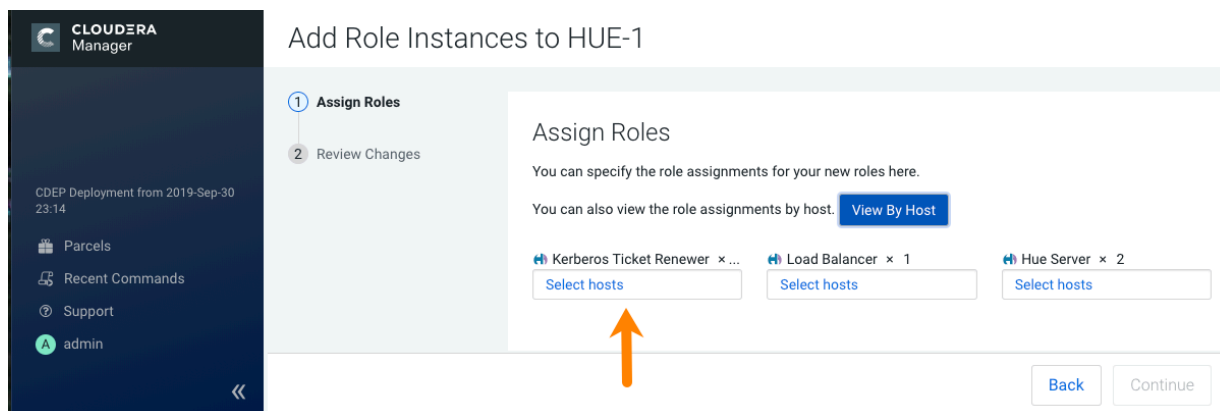 CLOUDERA
Manager
CDEP Deployment from 2019-Sep-30
23:14
Parcels
Recent Commands
Support
A admin
«
Add Role Instances to HUE-1
1 Assign Roles
2 Review Changes
Assign Roles
You can specify the role assignments for your new roles here.
You can also view the role assignments by host. View By Host
Kerberos Ticket Renewer × ...
Select hosts
Load Balancer × 1
Select hosts
Hue Server × 2
Select hosts
Back
Continue